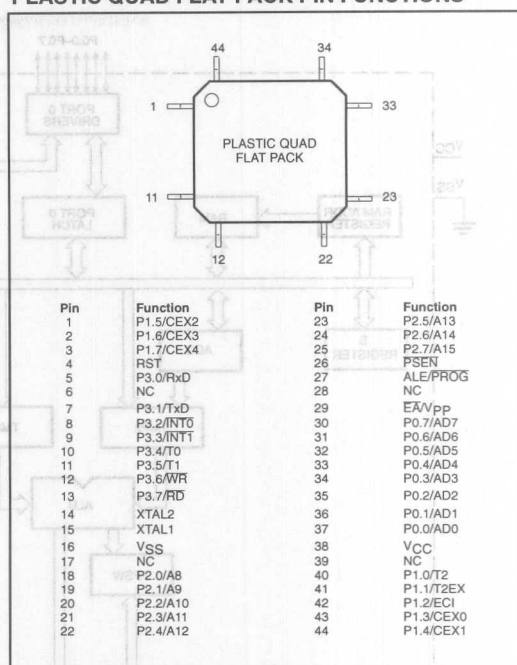 PLASTIC QUAD FLAT PACK PIN FUNCTIONS
44 34
1 33
PLASTIC QUAD
FLAT PACK
11 23
12 22
Pin Function Pin Function
1 P1.5/CEX2 23 P2.5/A13
2 P1.6/CEX3 24 P2.6/A14
3 P1.7/CEX4 25 P2.7/A15
4 RST 26 PSEN
5 P3.0/RxD 27 ALE/PROG
6 NC 28 NC
7 P3.1/TxD 29 EA/VPP
8 P3.2/INT0 30 P0.7/AD7
9 P3.3/INT1 31 P0.6/AD6
10 P3.4/T0 32 P0.5/AD5
11 P3.5/T1 33 P0.4/AD4
12 P3.6/WR 34 P0.3/AD3
13 P3.7/RD 35 P0.2/AD2
14 XTAL2 36 P0.1/AD1
15 XTAL1 37 P0.0/AD0
16 VSS 38 VCC
17 NC 39 NC
18 P2.0/A8 40 P1.0/T2
19 P2.1/A9 41 P1.1/T2EX
20 P2.2/A10 42 P1.2/ECI
21 P2.3/A11 43 P1.3/CEX0
22 P2.4/A12 44 P1.4/CEX1